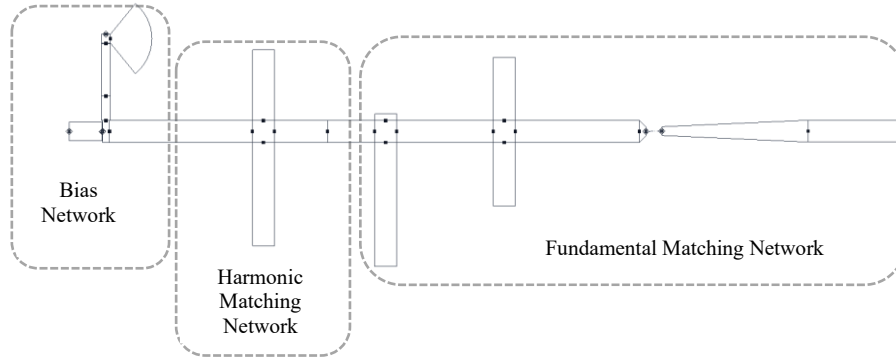 Bias
Network
Harmonic
Matching
Network
Fundamental Matching Network